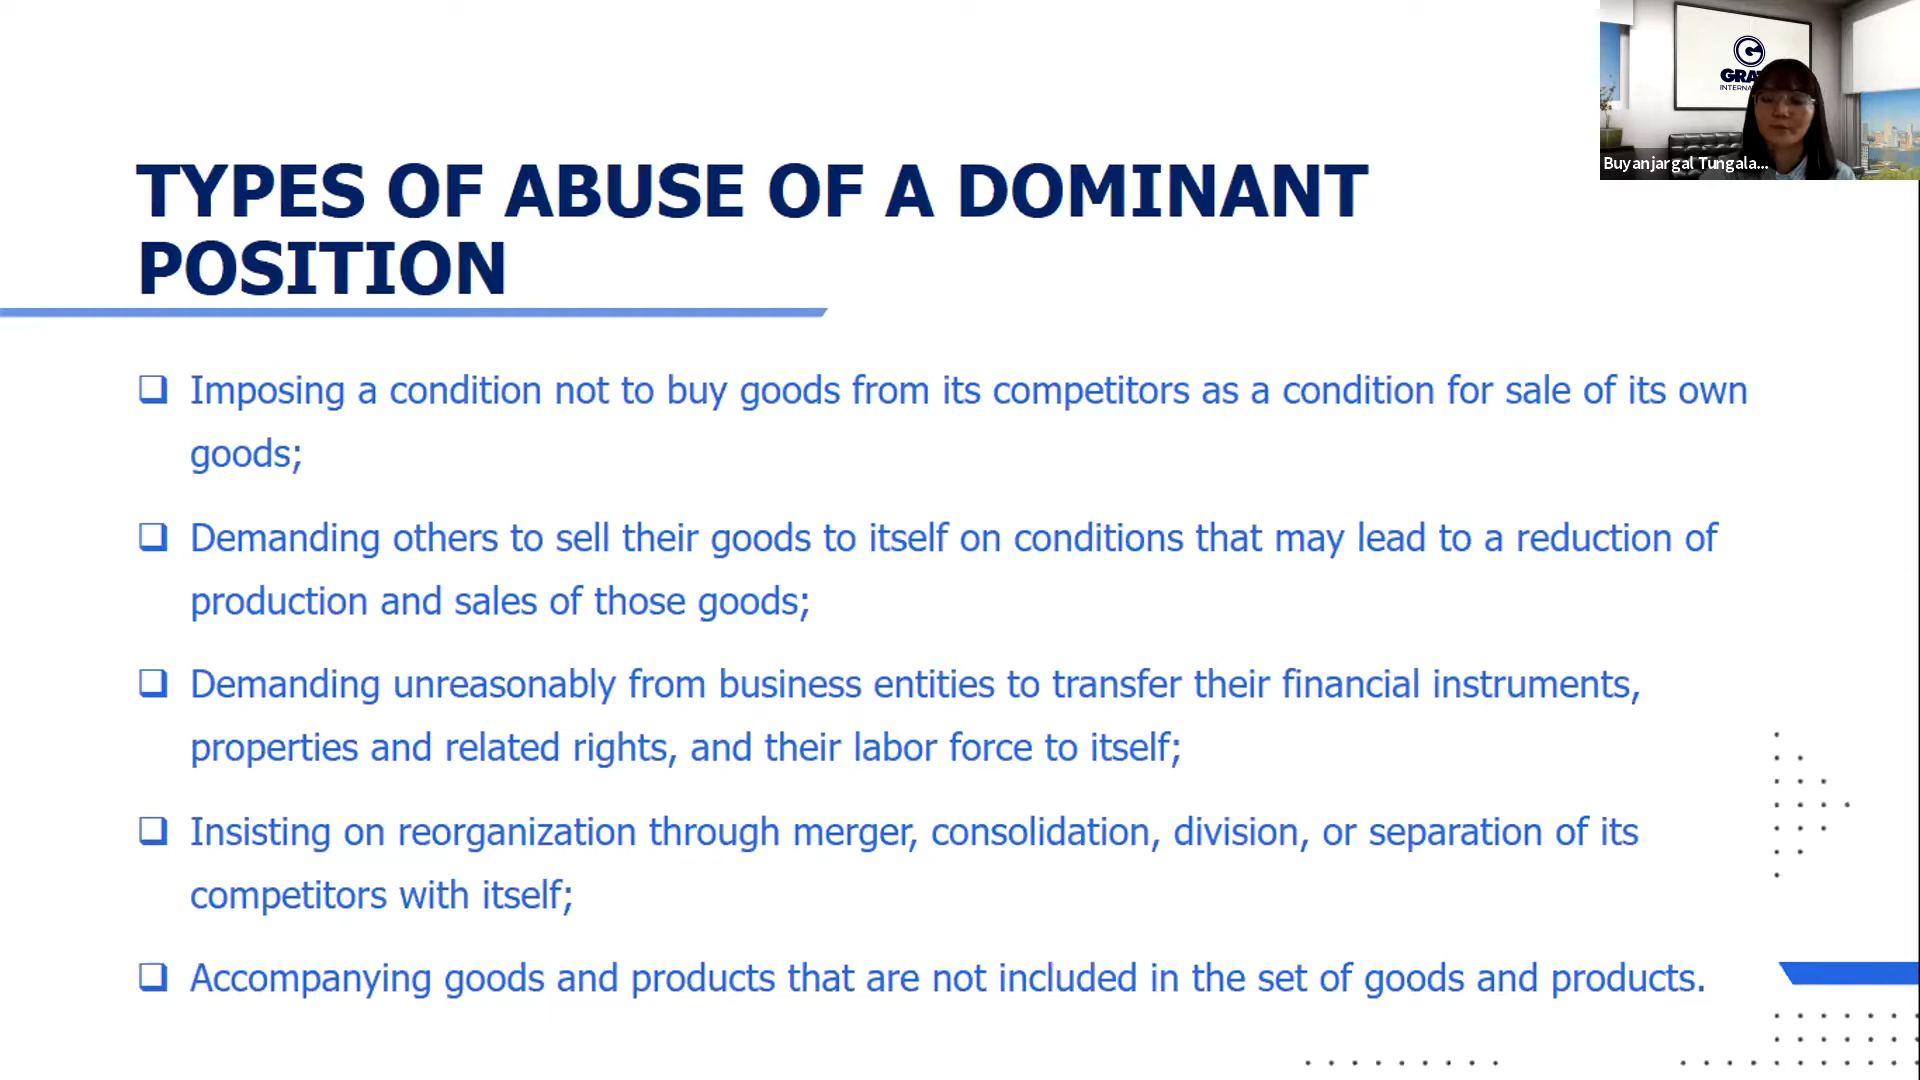 GRA
INTERNA
Buyanjargal Tungala...
TYPES OF ABUSE OF A DOMINANT
POSITION
❑ Imposing a condition not to buy goods from its competitors as a condition for sale of its own
goods;
❑ Demanding others to sell their goods to itself on conditions that may lead to a reduction of
production and sales of those goods;
❑ Demanding unreasonably from business entities to transfer their financial instruments,
properties and related rights, and their labor force to itself;
❑ Insisting on reorganization through merger, consolidation, division, or separation of its
competitors with itself;
❑ Accompanying goods and products that are not included in the set of goods and products.